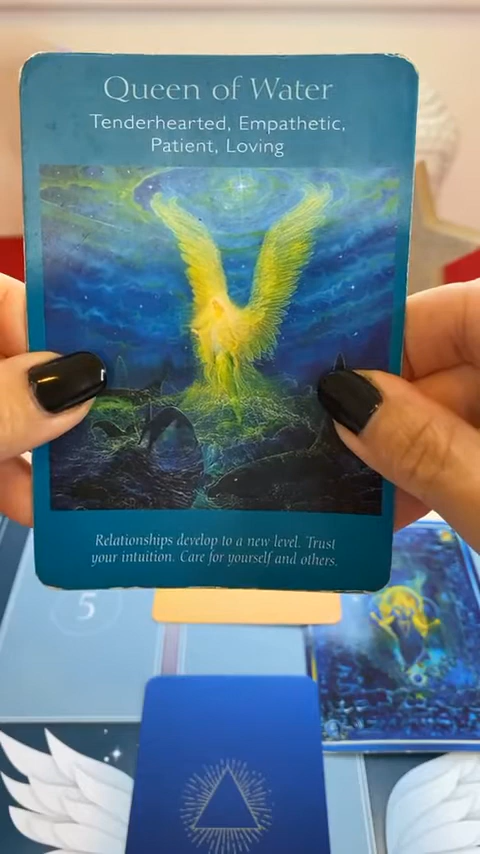 Queen of Water
Tenderhearted, Empathetic,
Patient, Loving
Relationships develop to a new level. Trust
your intuition. Care for yourself and others.
5